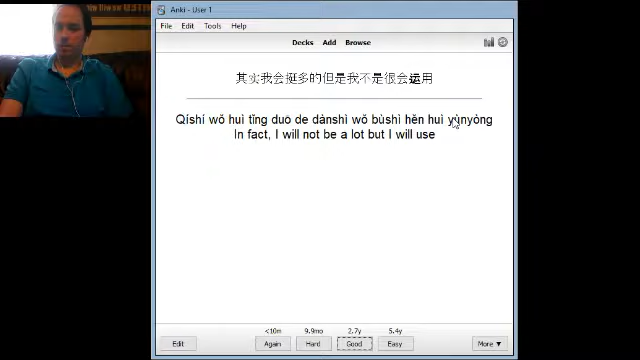 Anki - User 1
File Edit Tools Help
Decks Add Browse
其实我会挺多的但是我不是很会运用
Qíshí wǒ huì tǐng duō de dànshì wǒ bùshì hěn huì yùnyòng
In fact, I will not be a lot but I will use
<10m 9.9mo 2.7y 5.4y
Edit Again Hard Good Easy More ▼